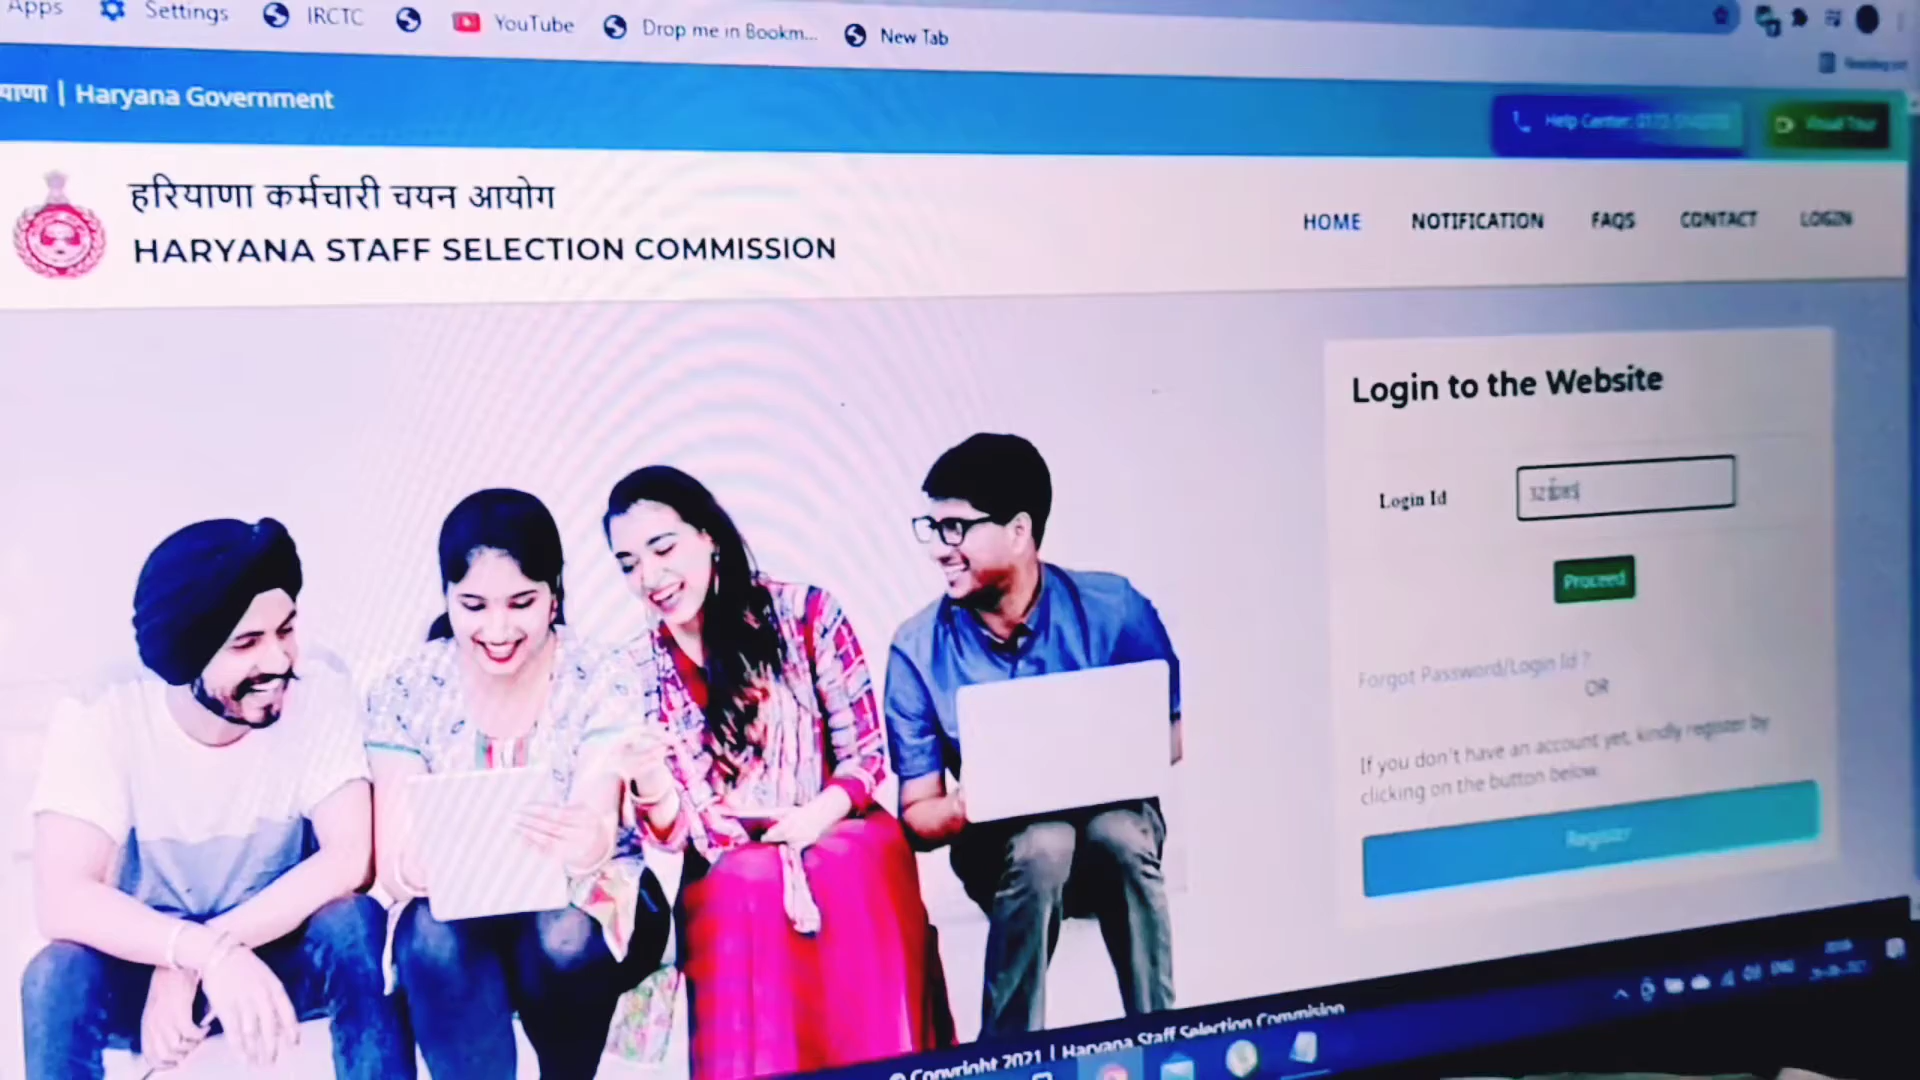 Apps Settings IRCTC YouTube Drop me in Bookm... New Tab
| Haryana Government
Help Center:
हरियाणा कर्मचारी चयन आयोग
HARYANA STAFF SELECTION COMMISSION
HOME NOTIFICATION FAQS CONTACT LOGIN
Login to the Website
Login Id
Proceed
Forgot Password/Login Id ?
OR
If you don't have an account yet, kindly register by
clicking on the button below.
Register
© Copyright 2021 | Haryana Staff Selection Commision